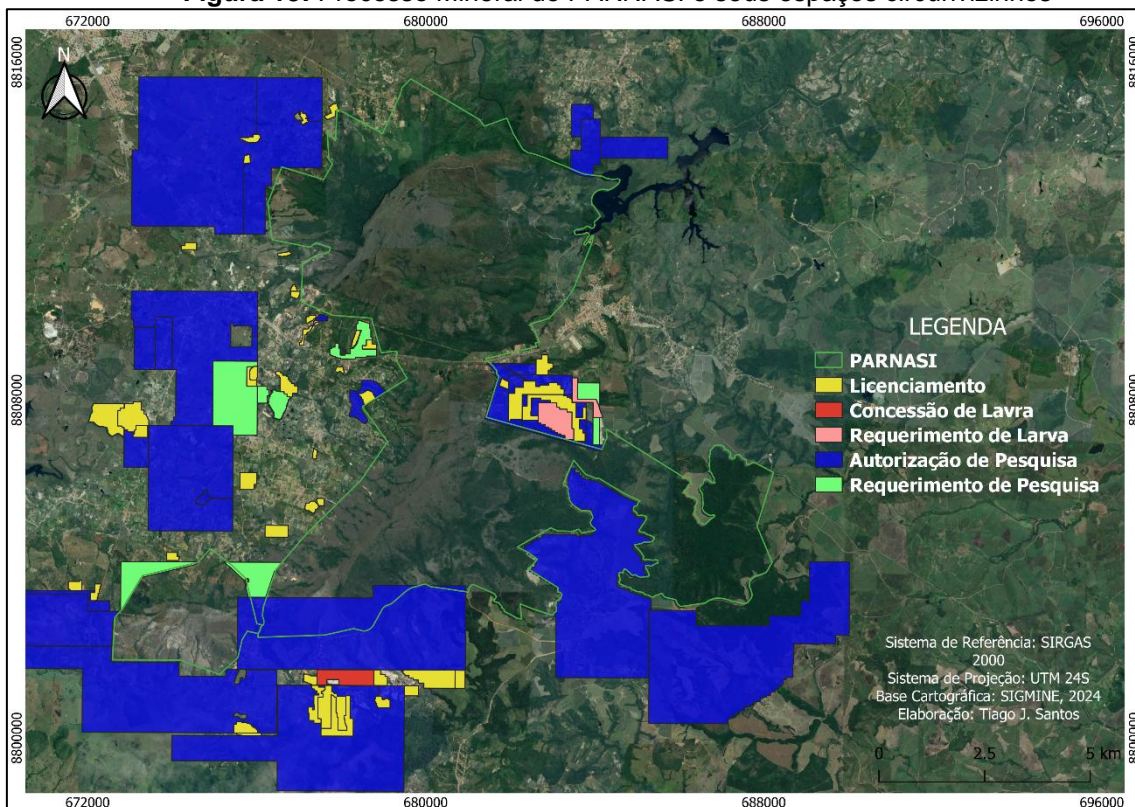 672000
680000
688000
696000
8816000
8816000
N
LEGENDA
PARNASI
Licenciamento
Concessão de Lavra
Requerimento de Larva
Autorização de Pesquisa
Requerimento de Pesquisa
8808000
8808000
Sistema de Referência: SIRGAS
2000
Sistema de Projeção: UTM 24S
Base Cartográfica: SIGMINE, 2024
Elaboração: Tiago J. Santos
0 2.5 5 km
8800000
8800000
672000
680000
688000
696000